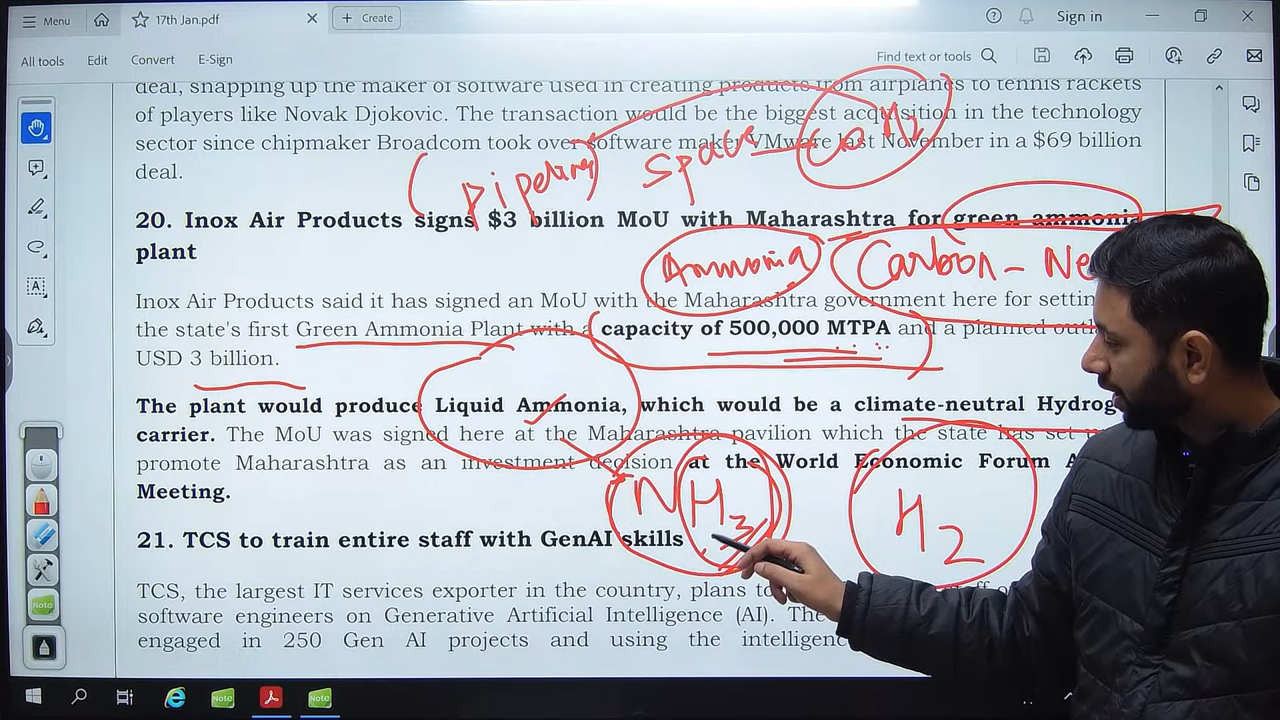 Menu
17th Jan.pdf
Create
Sign in
All tools
Edit
Convert
E-Sign
Find text or tools
deal, snapping up the maker of software used in creating products from airplanes to tennis rackets
of players like Novak Djokovic. The transaction would be the biggest acquisition in the technology
sector since chipmaker Broadcom took over software maker VMware last November in a $69 billion
deal.
(pipeline) space
20. Inox Air Products signs $3 billion MoU with Maharashtra for green ammonia
plant
Ammonia Carbon-Ne
Inox Air Products said it has signed an MoU with the Maharashtra government here for
the state's first Green Ammonia Plant with a capacity of 500,000 MTPA and a planned
USD 3 billion.
The plant would produce Liquid Ammonia, which would be a climate-neutral
carrier. The MoU was signed here at the Maharashtra pavilion which the state has set
promote Maharashtra as an investment decision at the World Economic Forum
Meeting.
NH3 H2
21. TCS to train entire staff with GenAI skills
TCS, the largest IT services exporter in the country, plans
software engineers on Generative Artificial Intelligence (AI).
engaged in 250 Gen AI projects and using the
Note
Note
Note